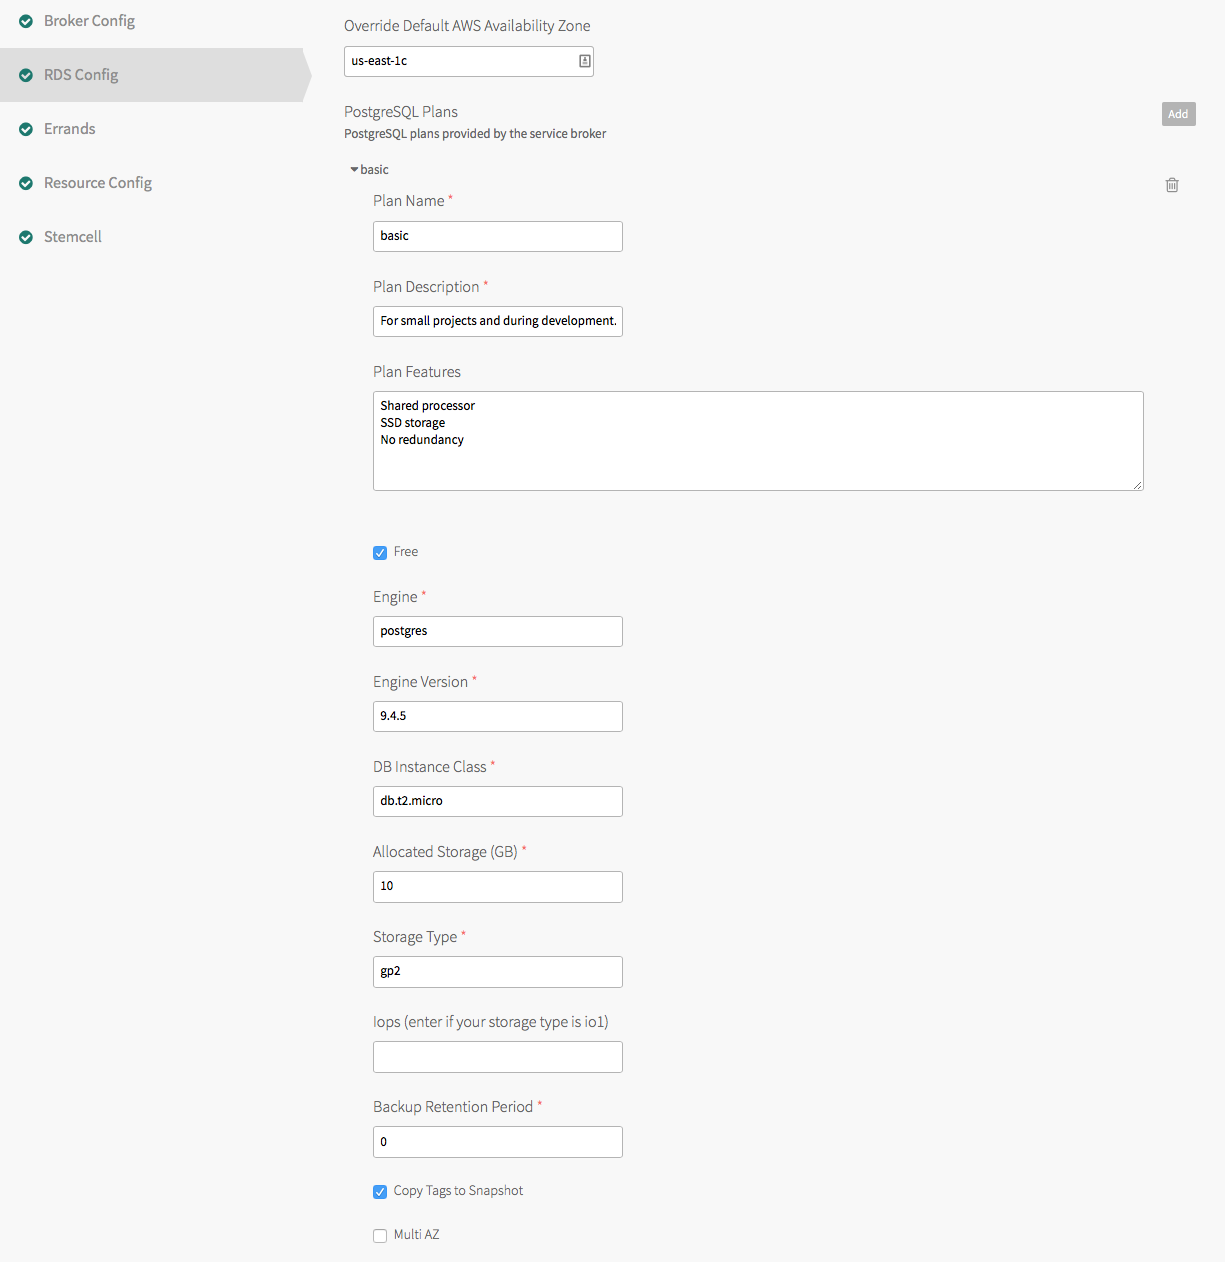 Broker Config
RDS Config
Errands
Resource Config
Stemcell
Override Default AWS Availability Zone
us-east-1c
PostgreSQL Plans
Add
PostgreSQL plans provided by the service broker
basic
Plan Name *
basic
Plan Description *
For small projects and during development.
Plan Features
Shared processor
SSD storage
No redundancy
Free
Engine *
postgres
Engine Version *
9.4.5
DB Instance Class *
db.t2.micro
Allocated Storage (GB) *
10
Storage Type *
gp2
Iops (enter if your storage type is io1)
Backup Retention Period *
0
Copy Tags to Snapshot
Multi AZ